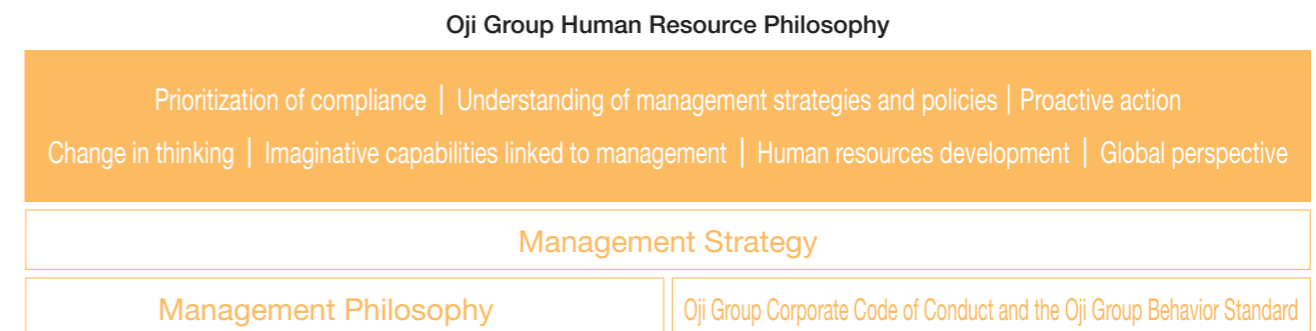 Oji Group Human Resource Philosophy
Prioritization of compliance | Understanding of management strategies and policies | Proactive action
Change in thinking | Imaginative capabilities linked to management | Human resources development | Global perspective
Management Strategy
Management Philosophy
Oji Group Corporate Code of Conduct and the Oji Group Behavior Standard